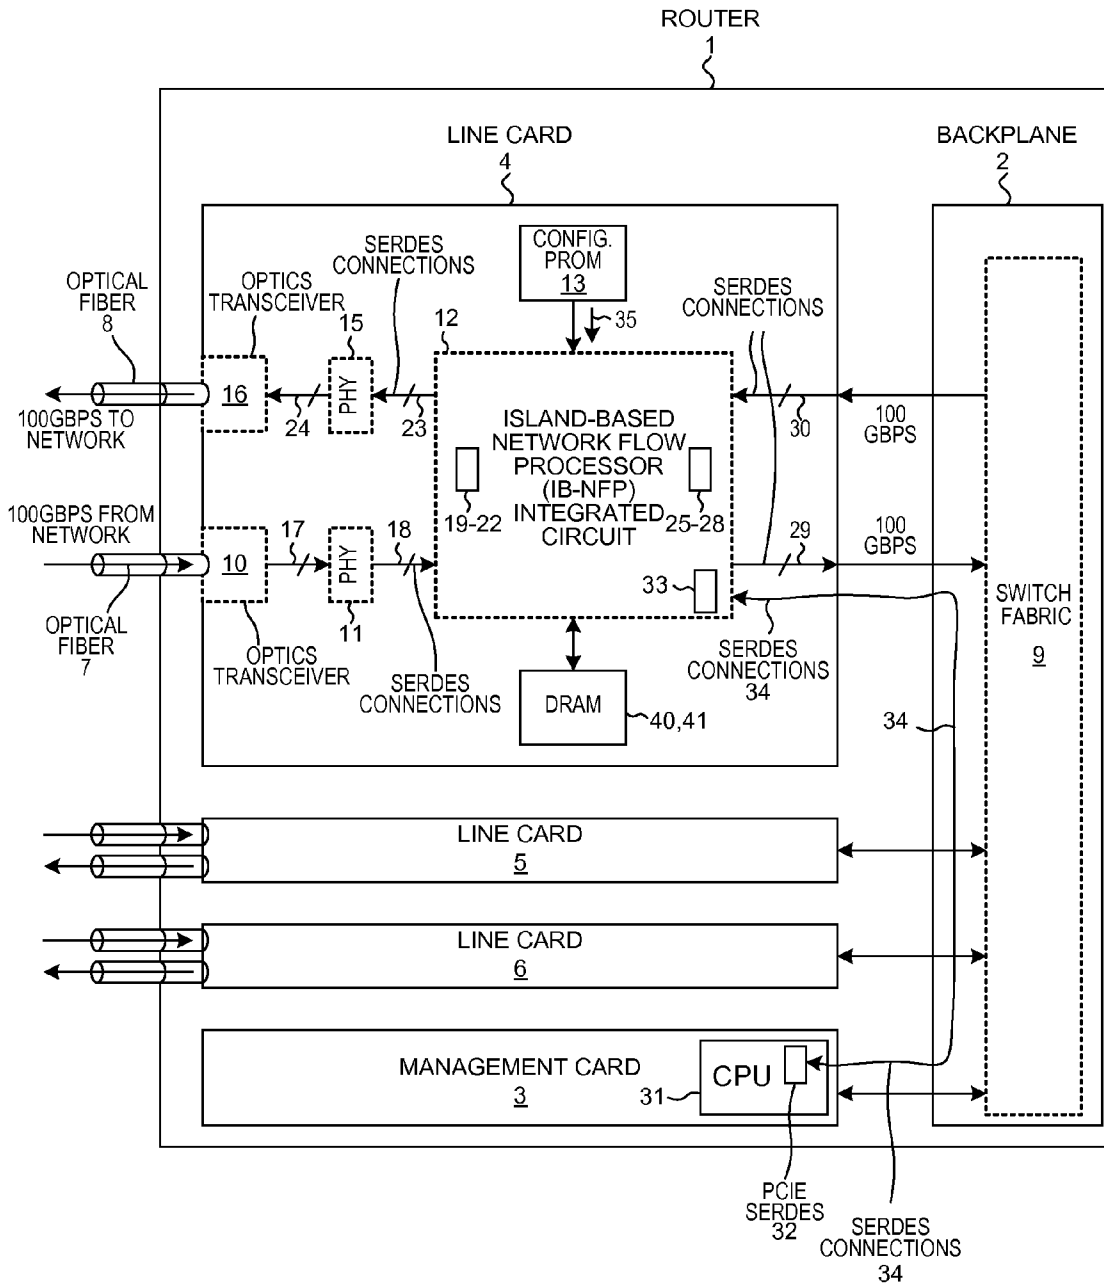 ROUTER
1
LINE CARD
4
BACKPLANE
2
CONFIG.
PROM
13
35
SERDES
CONNECTIONS
OPTICS
TRANSCEIVER
OPTICAL
FIBER
8
15
12
SERDES
CONNECTIONS
16
PHY
24
23
30
100
GBPS
100GBPS TO
NETWORK
ISLAND-BASED
NETWORK FLOW
PROCESSOR
(IB-NFP)
INTEGRATED
CIRCUIT
19-22
25-28
100GBPS FROM
NETWORK
17
18
29
100
GBPS
10
PHY
11
33
OPTICAL
FIBER
7
OPTICS
TRANSCEIVER
SERDES
CONNECTIONS
SERDES
CONNECTIONS
34
SWITCH
FABRIC
9
DRAM
40,41
34
LINE CARD
5
LINE CARD
6
MANAGEMENT CARD
3
31
CPU
PCIE
SERDES
32
SERDES
CONNECTIONS
34